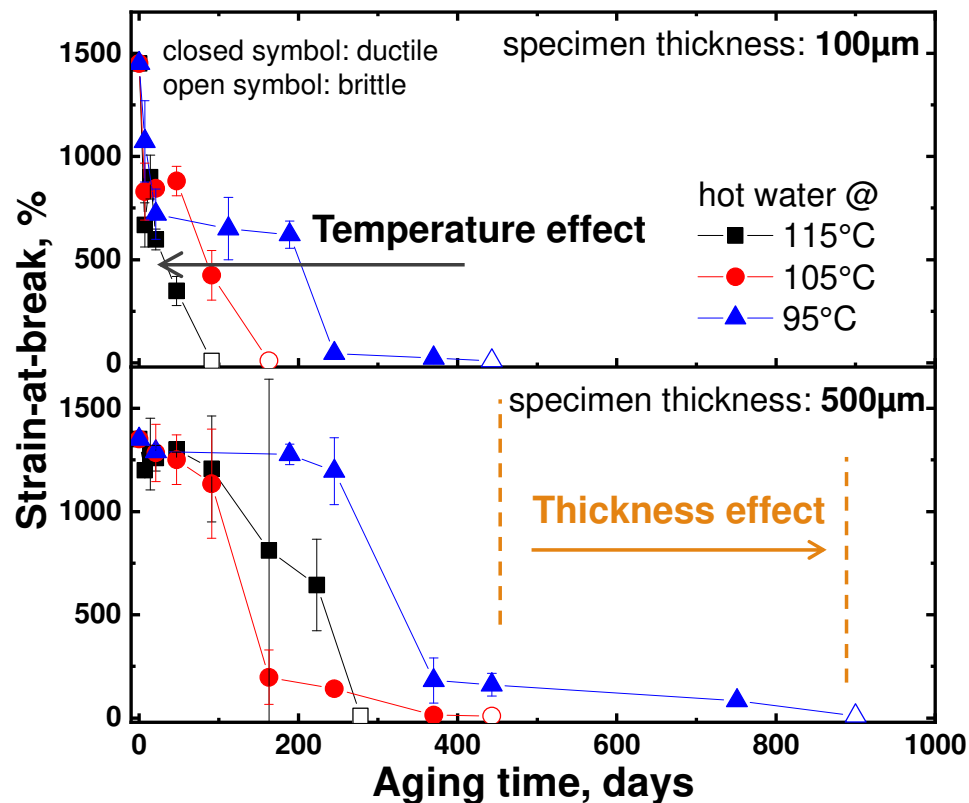 closed symbol: ductile
open symbol: brittle
specimen thickness: 100µm
hot water @
115°C
105°C
95°C
Temperature effect
1500
1000
500
0
Strain-at-break, %
specimen thickness: 500µm
Thickness effect
1500
1000
500
0
0 200 400 600 800 1000
Aging time, days